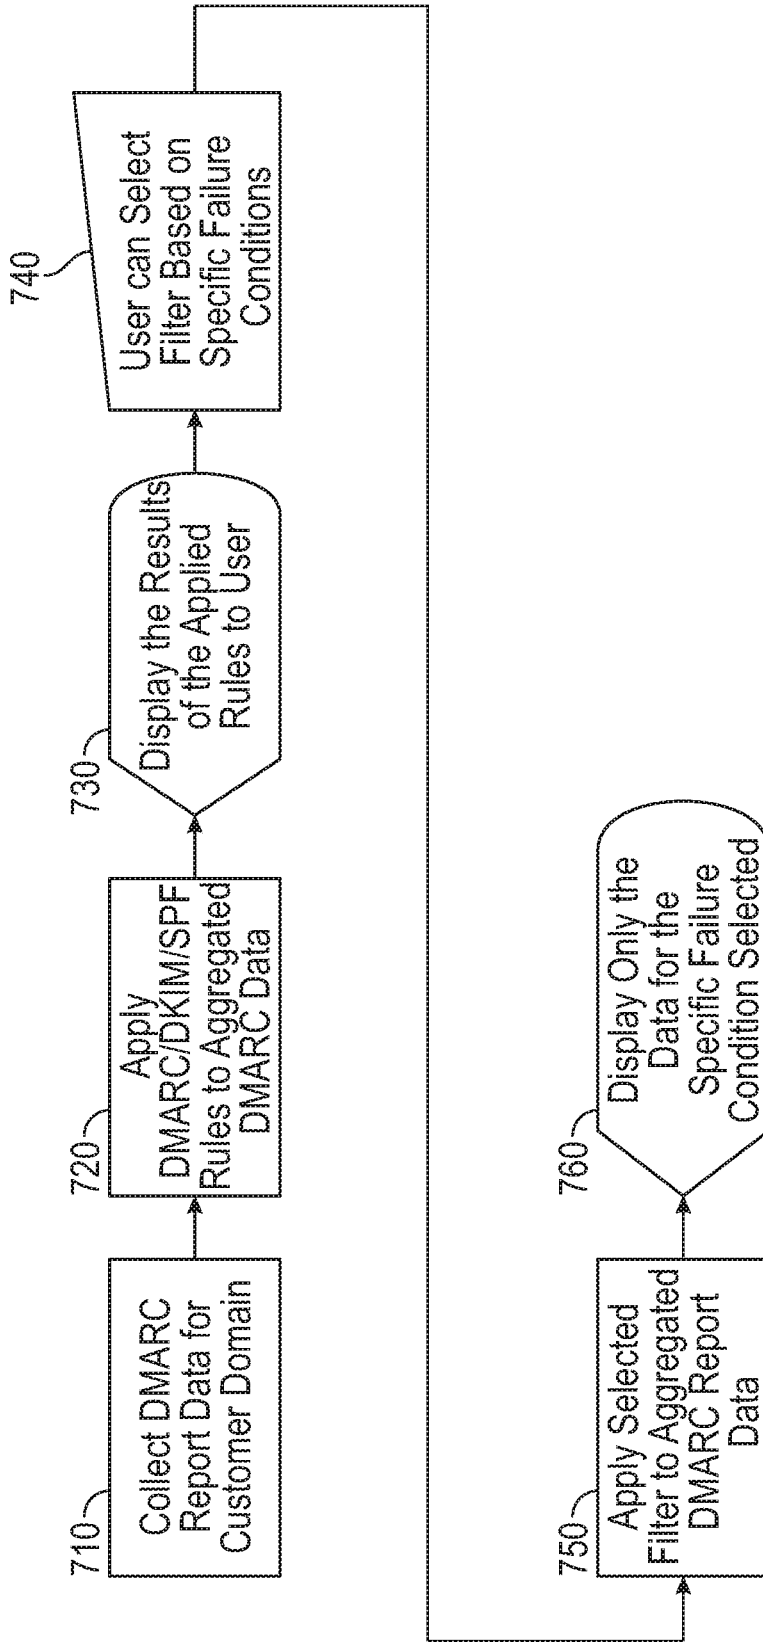 710
Collect DMARC
Report Data for
Customer Domain
720
Apply
DMARC/DKIM/SPF
Rules to Aggregated
DMARC Data
730
Display the Results
of the Applied
Rules to User
740
User can Select
Filter Based on
Specific Failure
Conditions
750
Apply Selected
Filter to Aggregated
DMARC Report
Data
760
Display Only the
Data for the
Specific Failure
Condition Selected